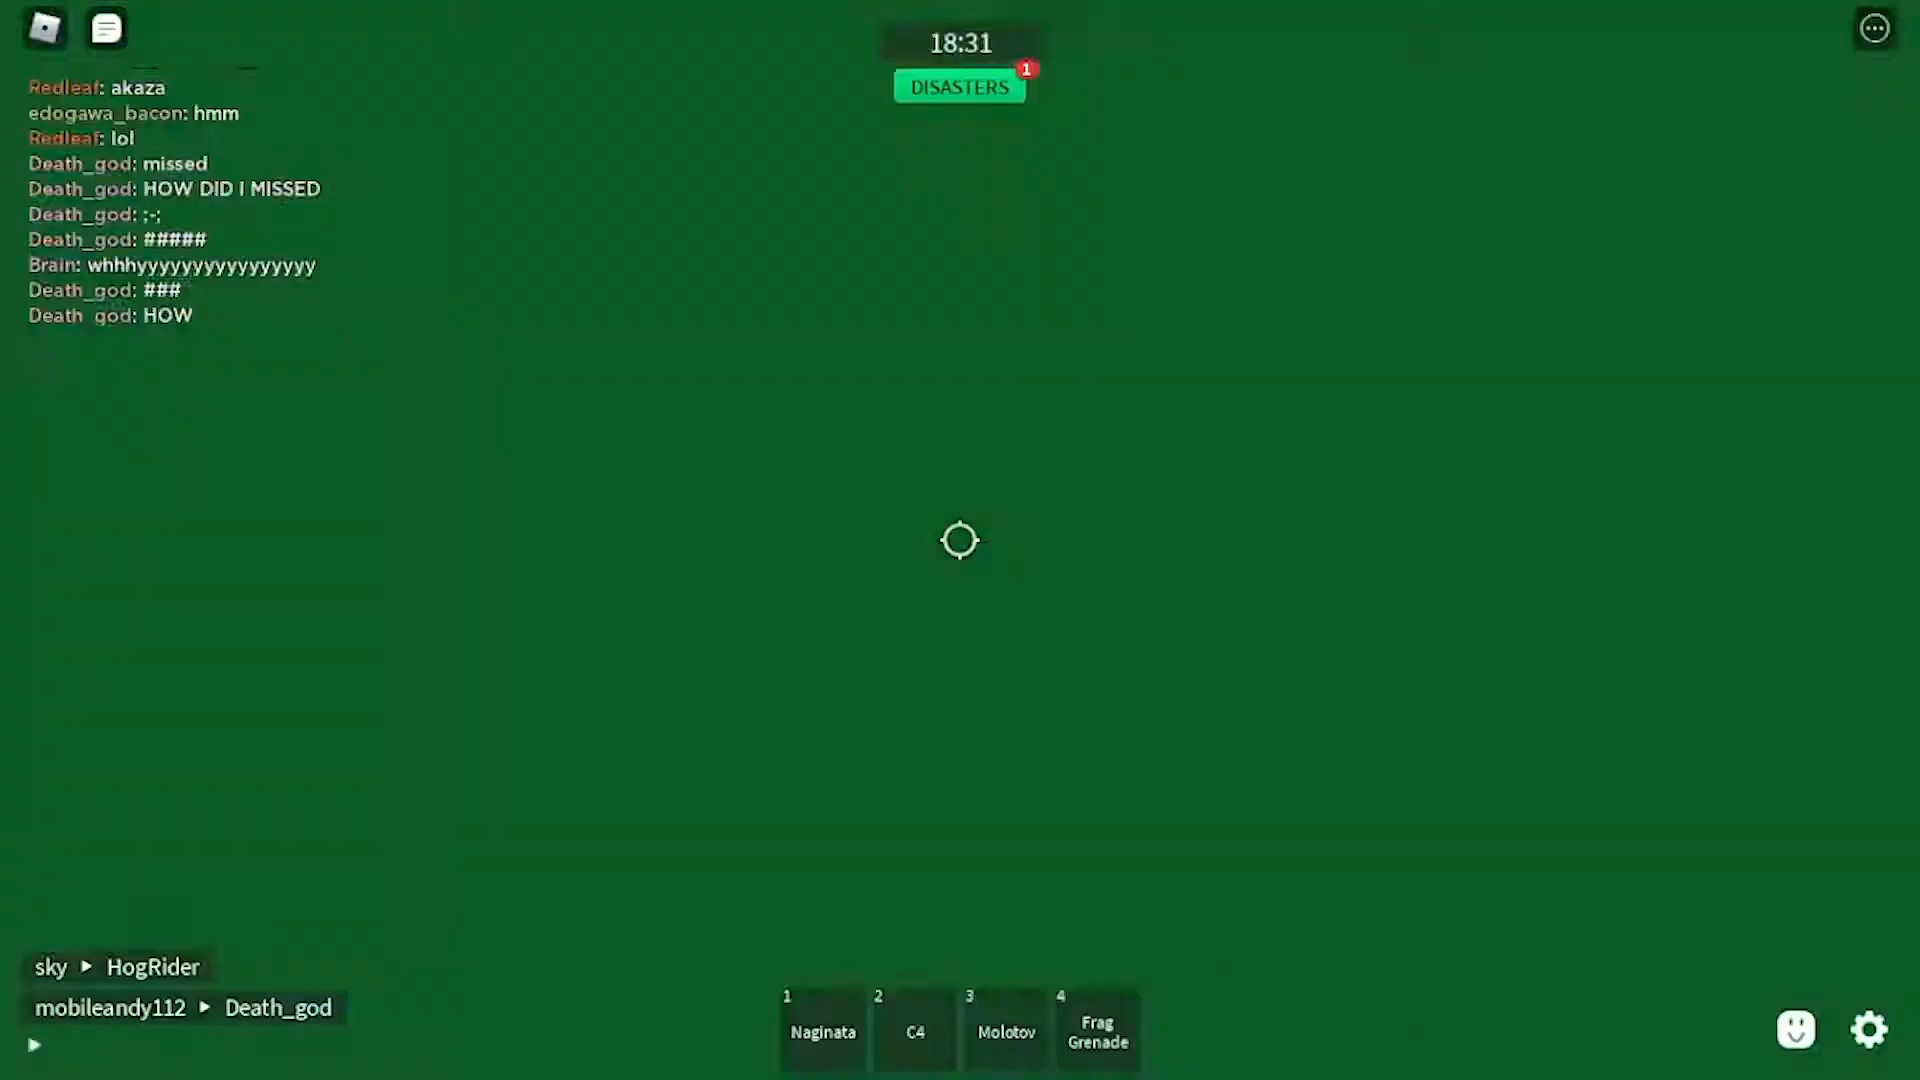 18:31
1
DISASTERS
Redleaf: akaza
edogawa_bacon: hmm
Redleaf: lol
Death_god: missed
Death_god: HOW DID I MISSED
Death_god: ;-;
Death_god: #####
Brain: whhhyyyyyyyyyyyyyyyy
Death_god: ###
Death_god: HOW
sky ▸ HogRider
mobileandy112 ▸ Death_god
1
Naginata
2
C4
3
Molotov
4
Frag
Grenade